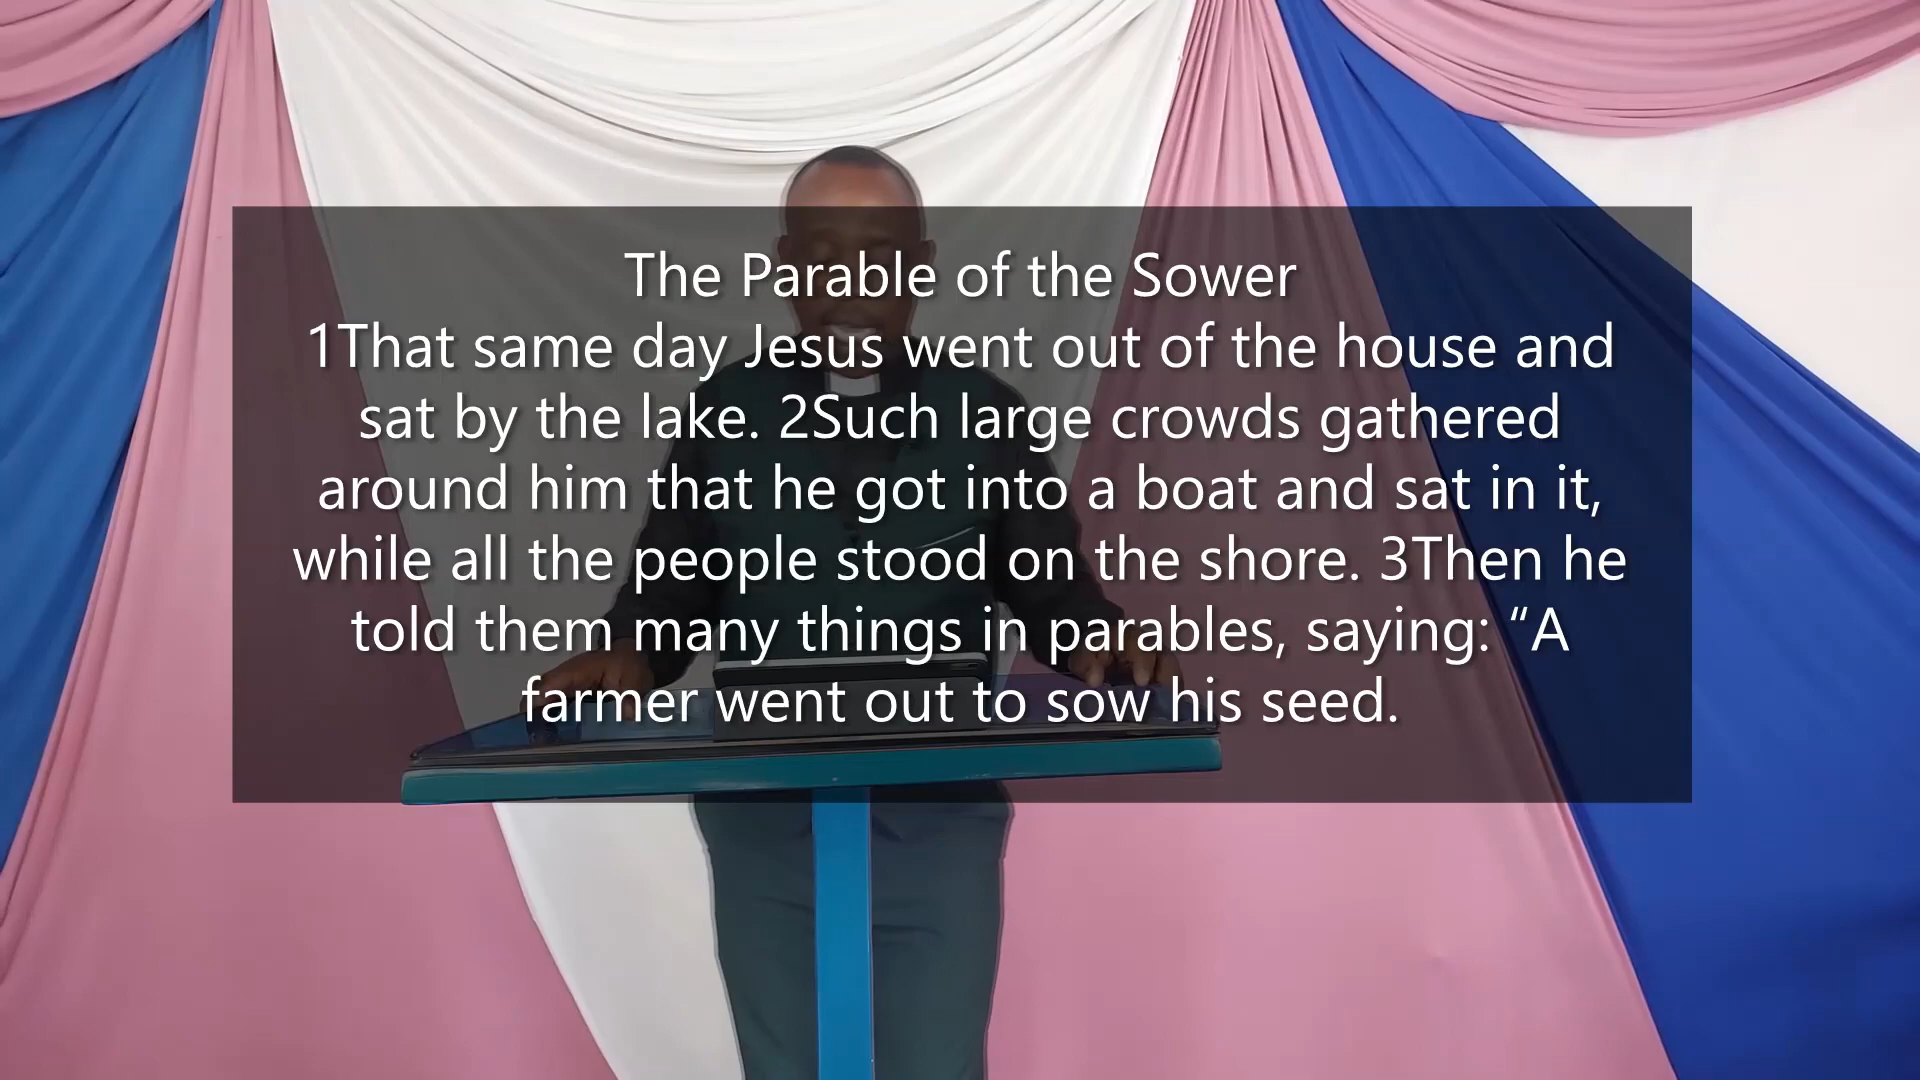 The Parable of the Sower
1That same day Jesus went out of the house and
sat by the lake. 2Such large crowds gathered
around him that he got into a boat and sat in it,
while all the people stood on the shore. 3Then he
told them many things in parables, saying: “A
farmer went out to sow his seed.